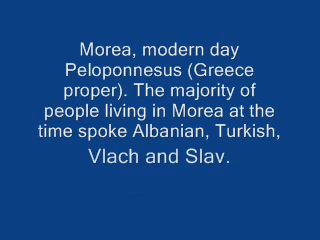 Morea, modern day
Peloponnesus (Greece
proper). The majority of
people living in Morea at the
time spoke Albanian, Turkish,
Vlach and Slav.